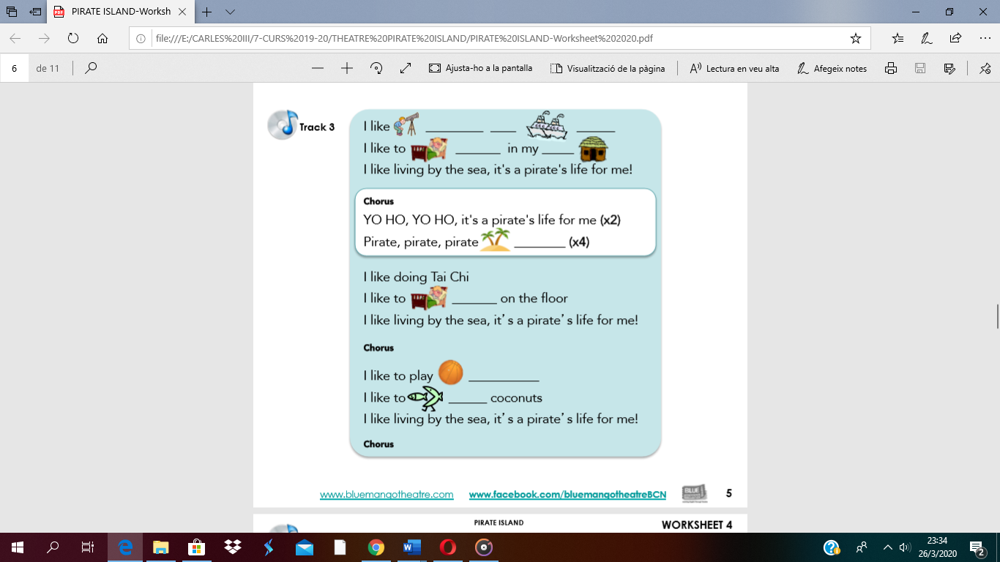 PIRATE ISLAND-Worksh
file:///E:/CARLES%20III/7-CURS%2019-20/THEATRE%20PIRATE%20ISLAND/PIRATE%20ISLAND-Worksheet%202020.pdf
6 de 11 Ajusta-ho a la pantalla Visualització de la pàgina Lectura en veu alta Afegeix notes
Track 3
I like ________ ____ ______
I like to _______ in my _____
I like living by the sea, it's a pirate's life for me!
Chorus
YO HO, YO HO, it's a pirate's life for me (x2)
Pirate, pirate, pirate ________ (x4)
I like doing Tai Chi
I like to _______ on the floor
I like living by the sea, it's a pirate's life for me!
Chorus
I like to play ___________
I like to ______ coconuts
I like living by the sea, it's a pirate's life for me!
Chorus
www.bluemangotheatre.com www.facebook.com/bluemangotheatreBCN BLUE 5
PIRATE ISLAND WORKSHEET 4
23:34
26/3/2020
2